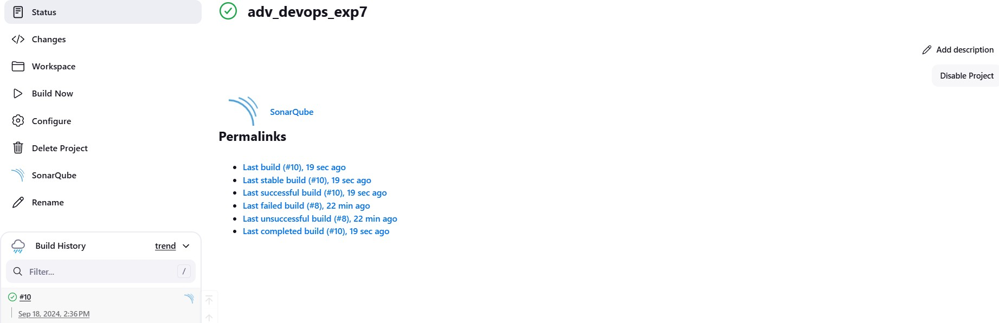 Status
Changes
Workspace
Build Now
Configure
Delete Project
SonarQube
Rename
Build History
trend
Filter...
/
#10
Sep 18, 2024, 2:36 PM
adv_devops_exp7
Add description
Disable Project
SonarQube
Permalinks
Last build (#10), 19 sec ago
Last stable build (#10), 19 sec ago
Last successful build (#10), 19 sec ago
Last failed build (#8), 22 min ago
Last unsuccessful build (#8), 22 min ago
Last completed build (#10), 19 sec ago